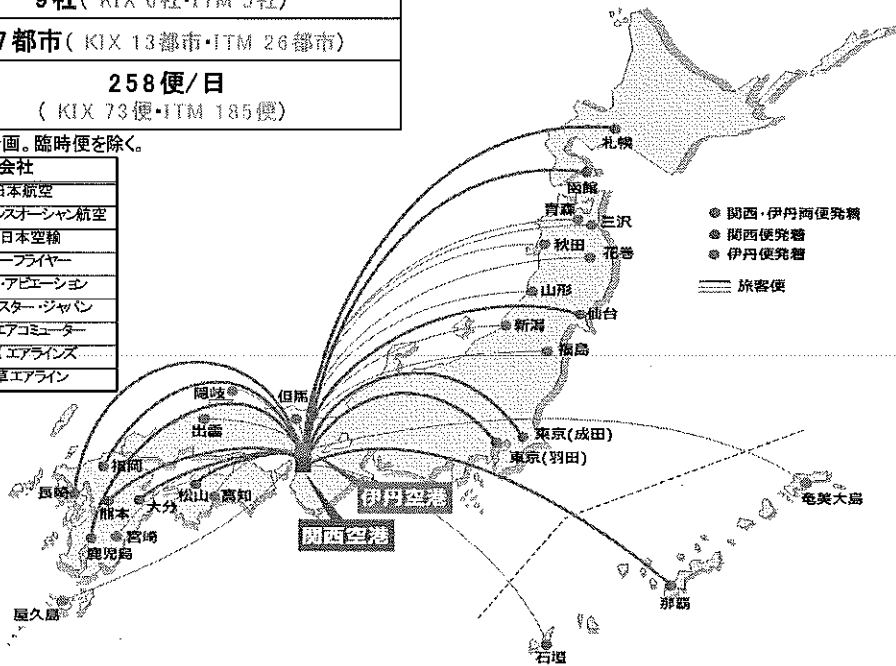 9社( KIX 6社・ITM 5社)
7都市( KIX 13都市・ITM 26都市)
258便/日
( KIX 73便・ITM 185便)
画。臨時便を除く。
会社
日本航空
ルスオーシャン航空
日本空輸
ーフライヤー
・アビエーション
スター・ジャパン
エアコミューター
エアラインズ
草エアライン
札幌
函館
青森
三沢
秋田
花巻
山形
仙台
新潟
福島
関西・伊丹両便発着
関西便発着
伊丹便発着
旅客便
隠岐
但馬
出雲
東京(成田)
東京(羽田)
福岡
長崎
熊本
大分
松山
高知
伊丹空港
奄美大島
関西空港
宮崎
鹿児島
屋久島
那覇
石垣